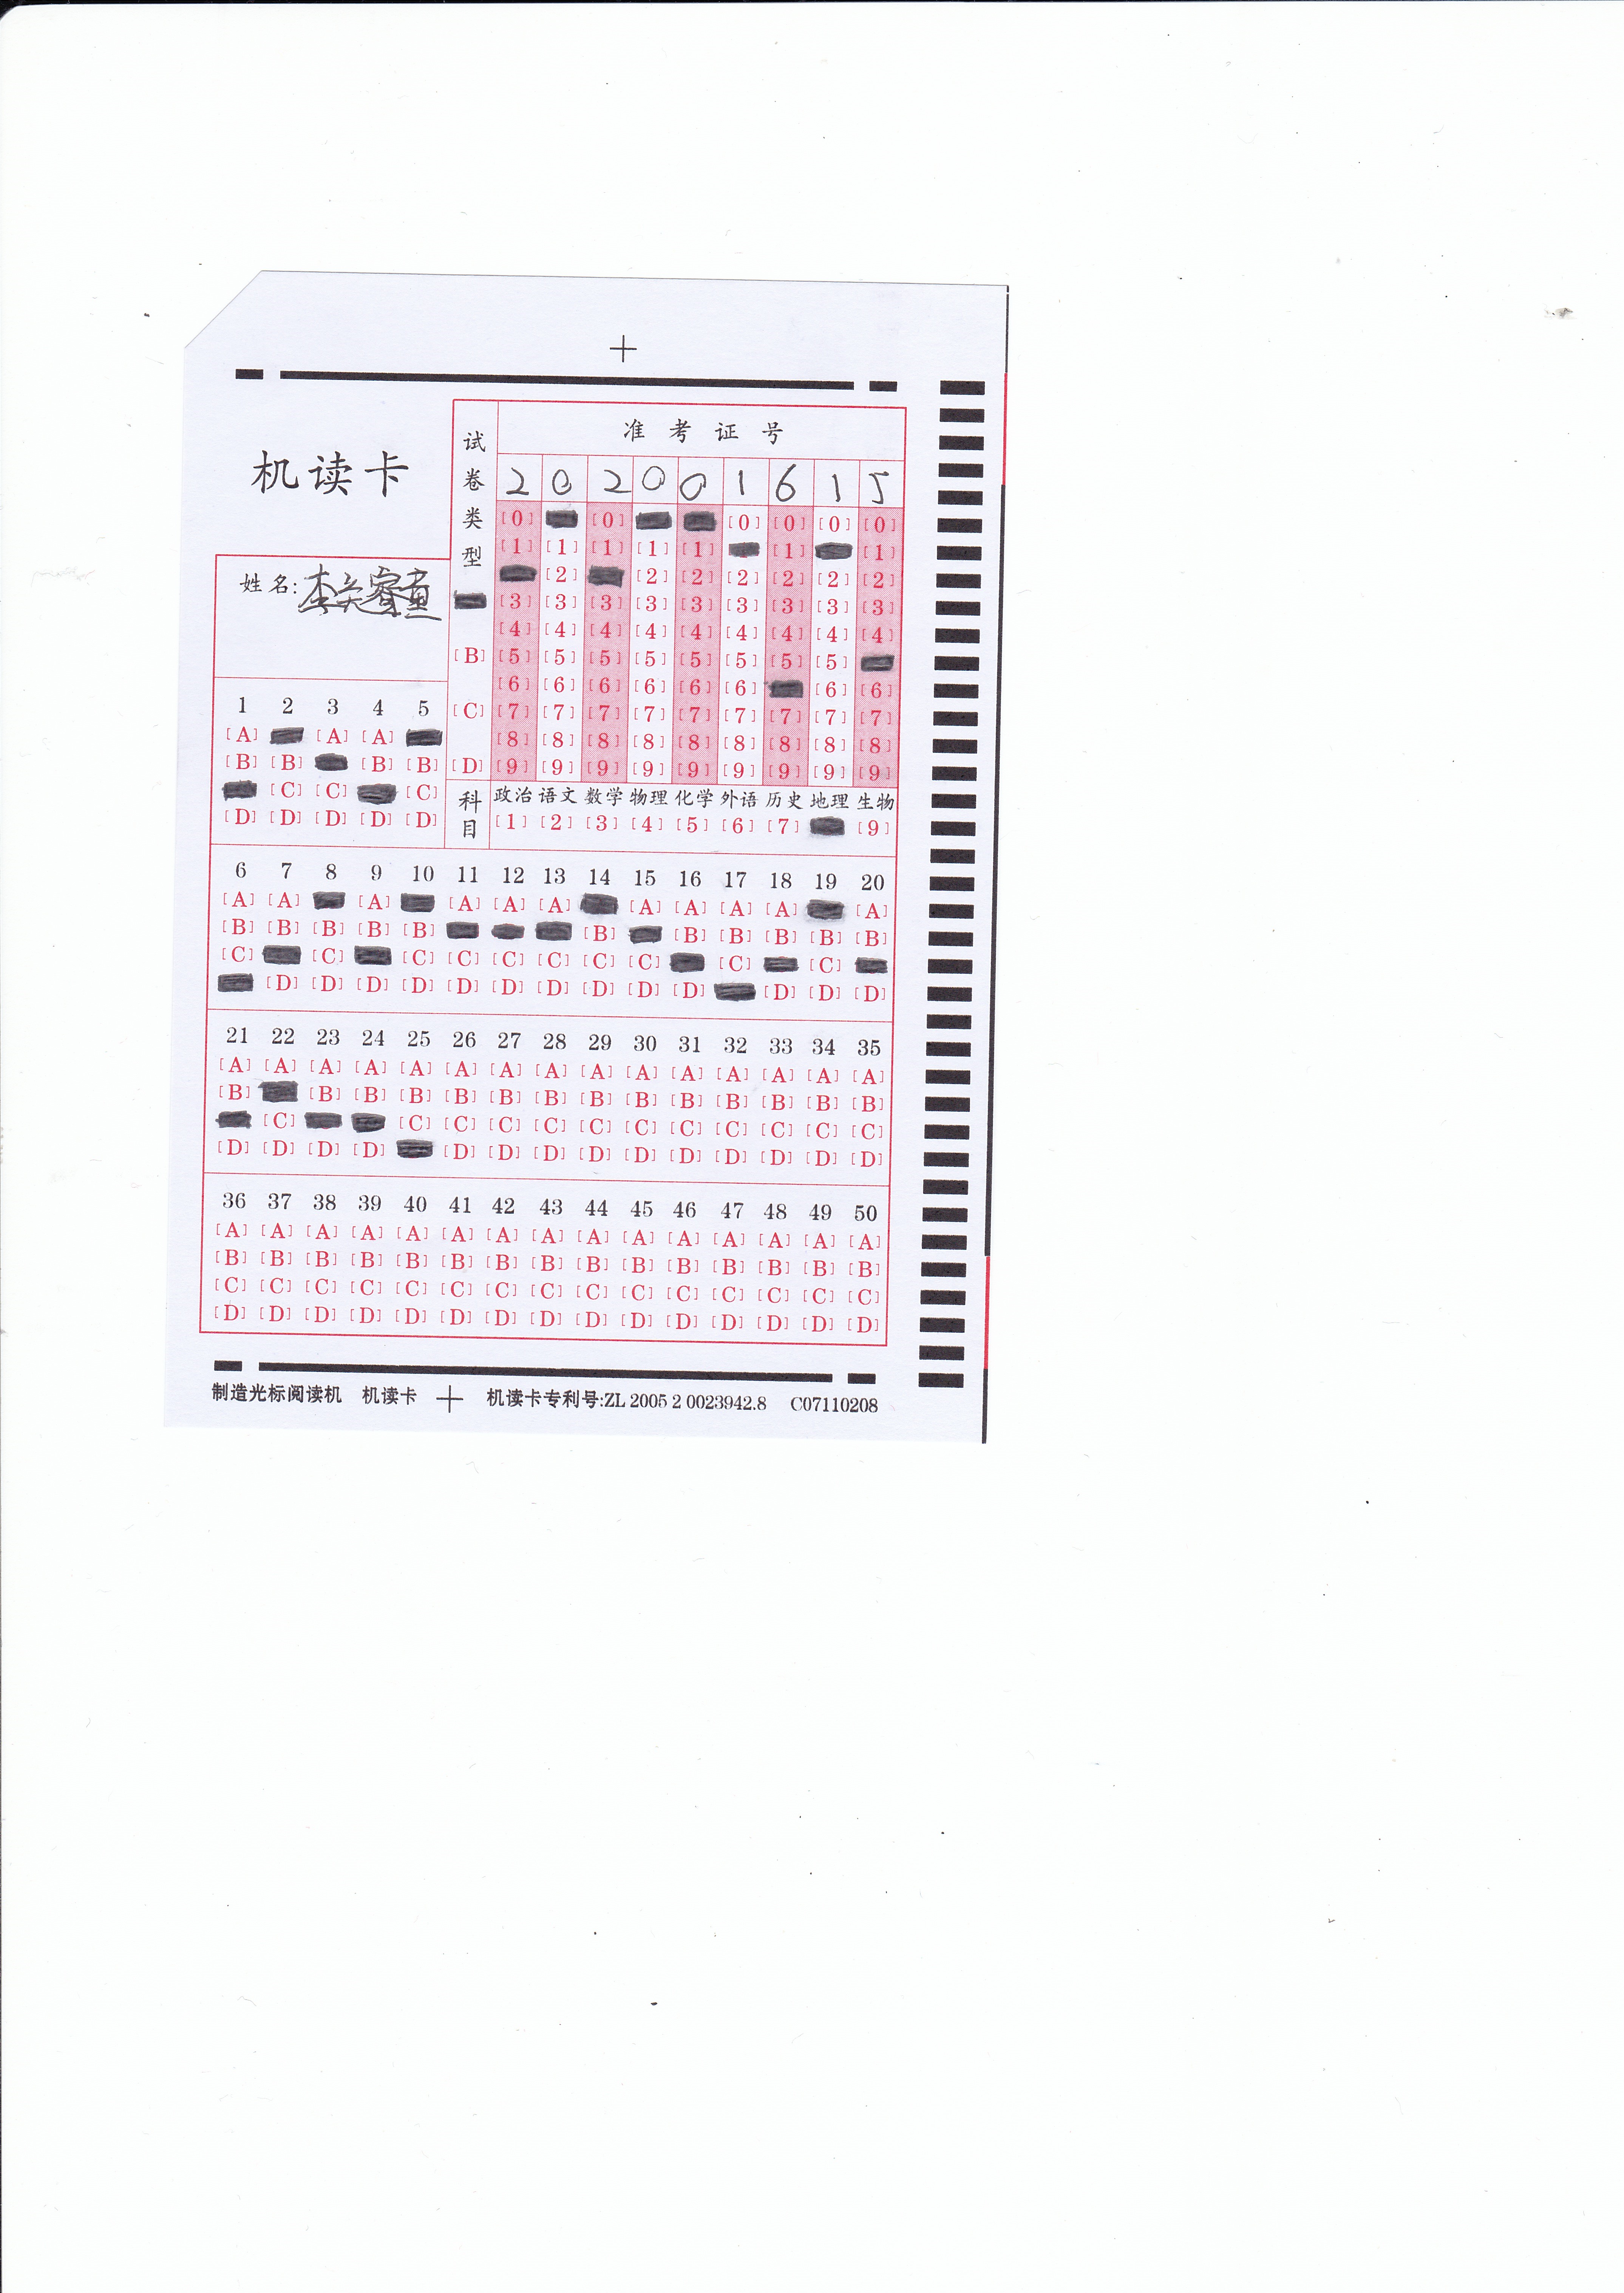 机读卡
试卷类型
准考证号
2 0 2 0 0 1 6 1 5
[0] [0] [0] [0] [0] [0]
[1] [1] [1] [1] [1] [1] [1]
[2] [2] [2] [2] [2] [2] [2]
姓名:
[3] [3] [3] [3] [3] [3] [3] [3] [3]
[4] [4] [4] [4] [4] [4] [4] [4] [4]
[B] [5] [5] [5] [5] [5] [5] [5] [5]
[6] [6] [6] [6] [6] [6] [6] [6]
[C] [7] [7] [7] [7] [7] [7] [7] [7] [7]
[8] [8] [8] [8] [8] [8] [8] [8] [8]
[D] [9] [9] [9] [9] [9] [9] [9] [9] [9]
科目
政治 语文 数学 物理 化学 外语 历史 地理 生物
[1] [2] [3] [4] [5] [6] [7] [9]
1 2 3 4 5
[A] [A] [A]
[B] [B] [B] [B]
[C] [C] [C]
[D] [D] [D] [D] [D]
6 7 8 9 10 11 12 13 14 15 16 17 18 19 20
[A] [A] [A] [A] [A] [A] [A] [A] [A] [A] [A]
[B] [B] [B] [B] [B] [B] [B] [B] [B] [B] [B]
[C] [C] [C] [C] [C] [C] [C] [C] [C] [C]
[D] [D] [D] [D] [D] [D] [D] [D] [D] [D] [D] [D] [D]
21 22 23 24 25 26 27 28 29 30 31 32 33 34 35
[A] [A] [A] [A] [A] [A] [A] [A] [A] [A] [A] [A] [A] [A] [A]
[B] [B] [B] [B] [B] [B] [B] [B] [B] [B] [B] [B] [B] [B]
[C] [C] [C] [C] [C] [C] [C] [C] [C] [C] [C] [C]
[D] [D] [D] [D] [D] [D] [D] [D] [D] [D] [D] [D] [D] [D]
36 37 38 39 40 41 42 43 44 45 46 47 48 49 50
[A] [A] [A] [A] [A] [A] [A] [A] [A] [A] [A] [A] [A] [A] [A]
[B] [B] [B] [B] [B] [B] [B] [B] [B] [B] [B] [B] [B] [B] [B]
[C] [C] [C] [C] [C] [C] [C] [C] [C] [C] [C] [C] [C] [C] [C]
[D] [D] [D] [D] [D] [D] [D] [D] [D] [D] [D] [D] [D] [D] [D]
制造光标阅读机 机读卡 机读卡专利号:ZL 2005 2 0023942.8 C07110208